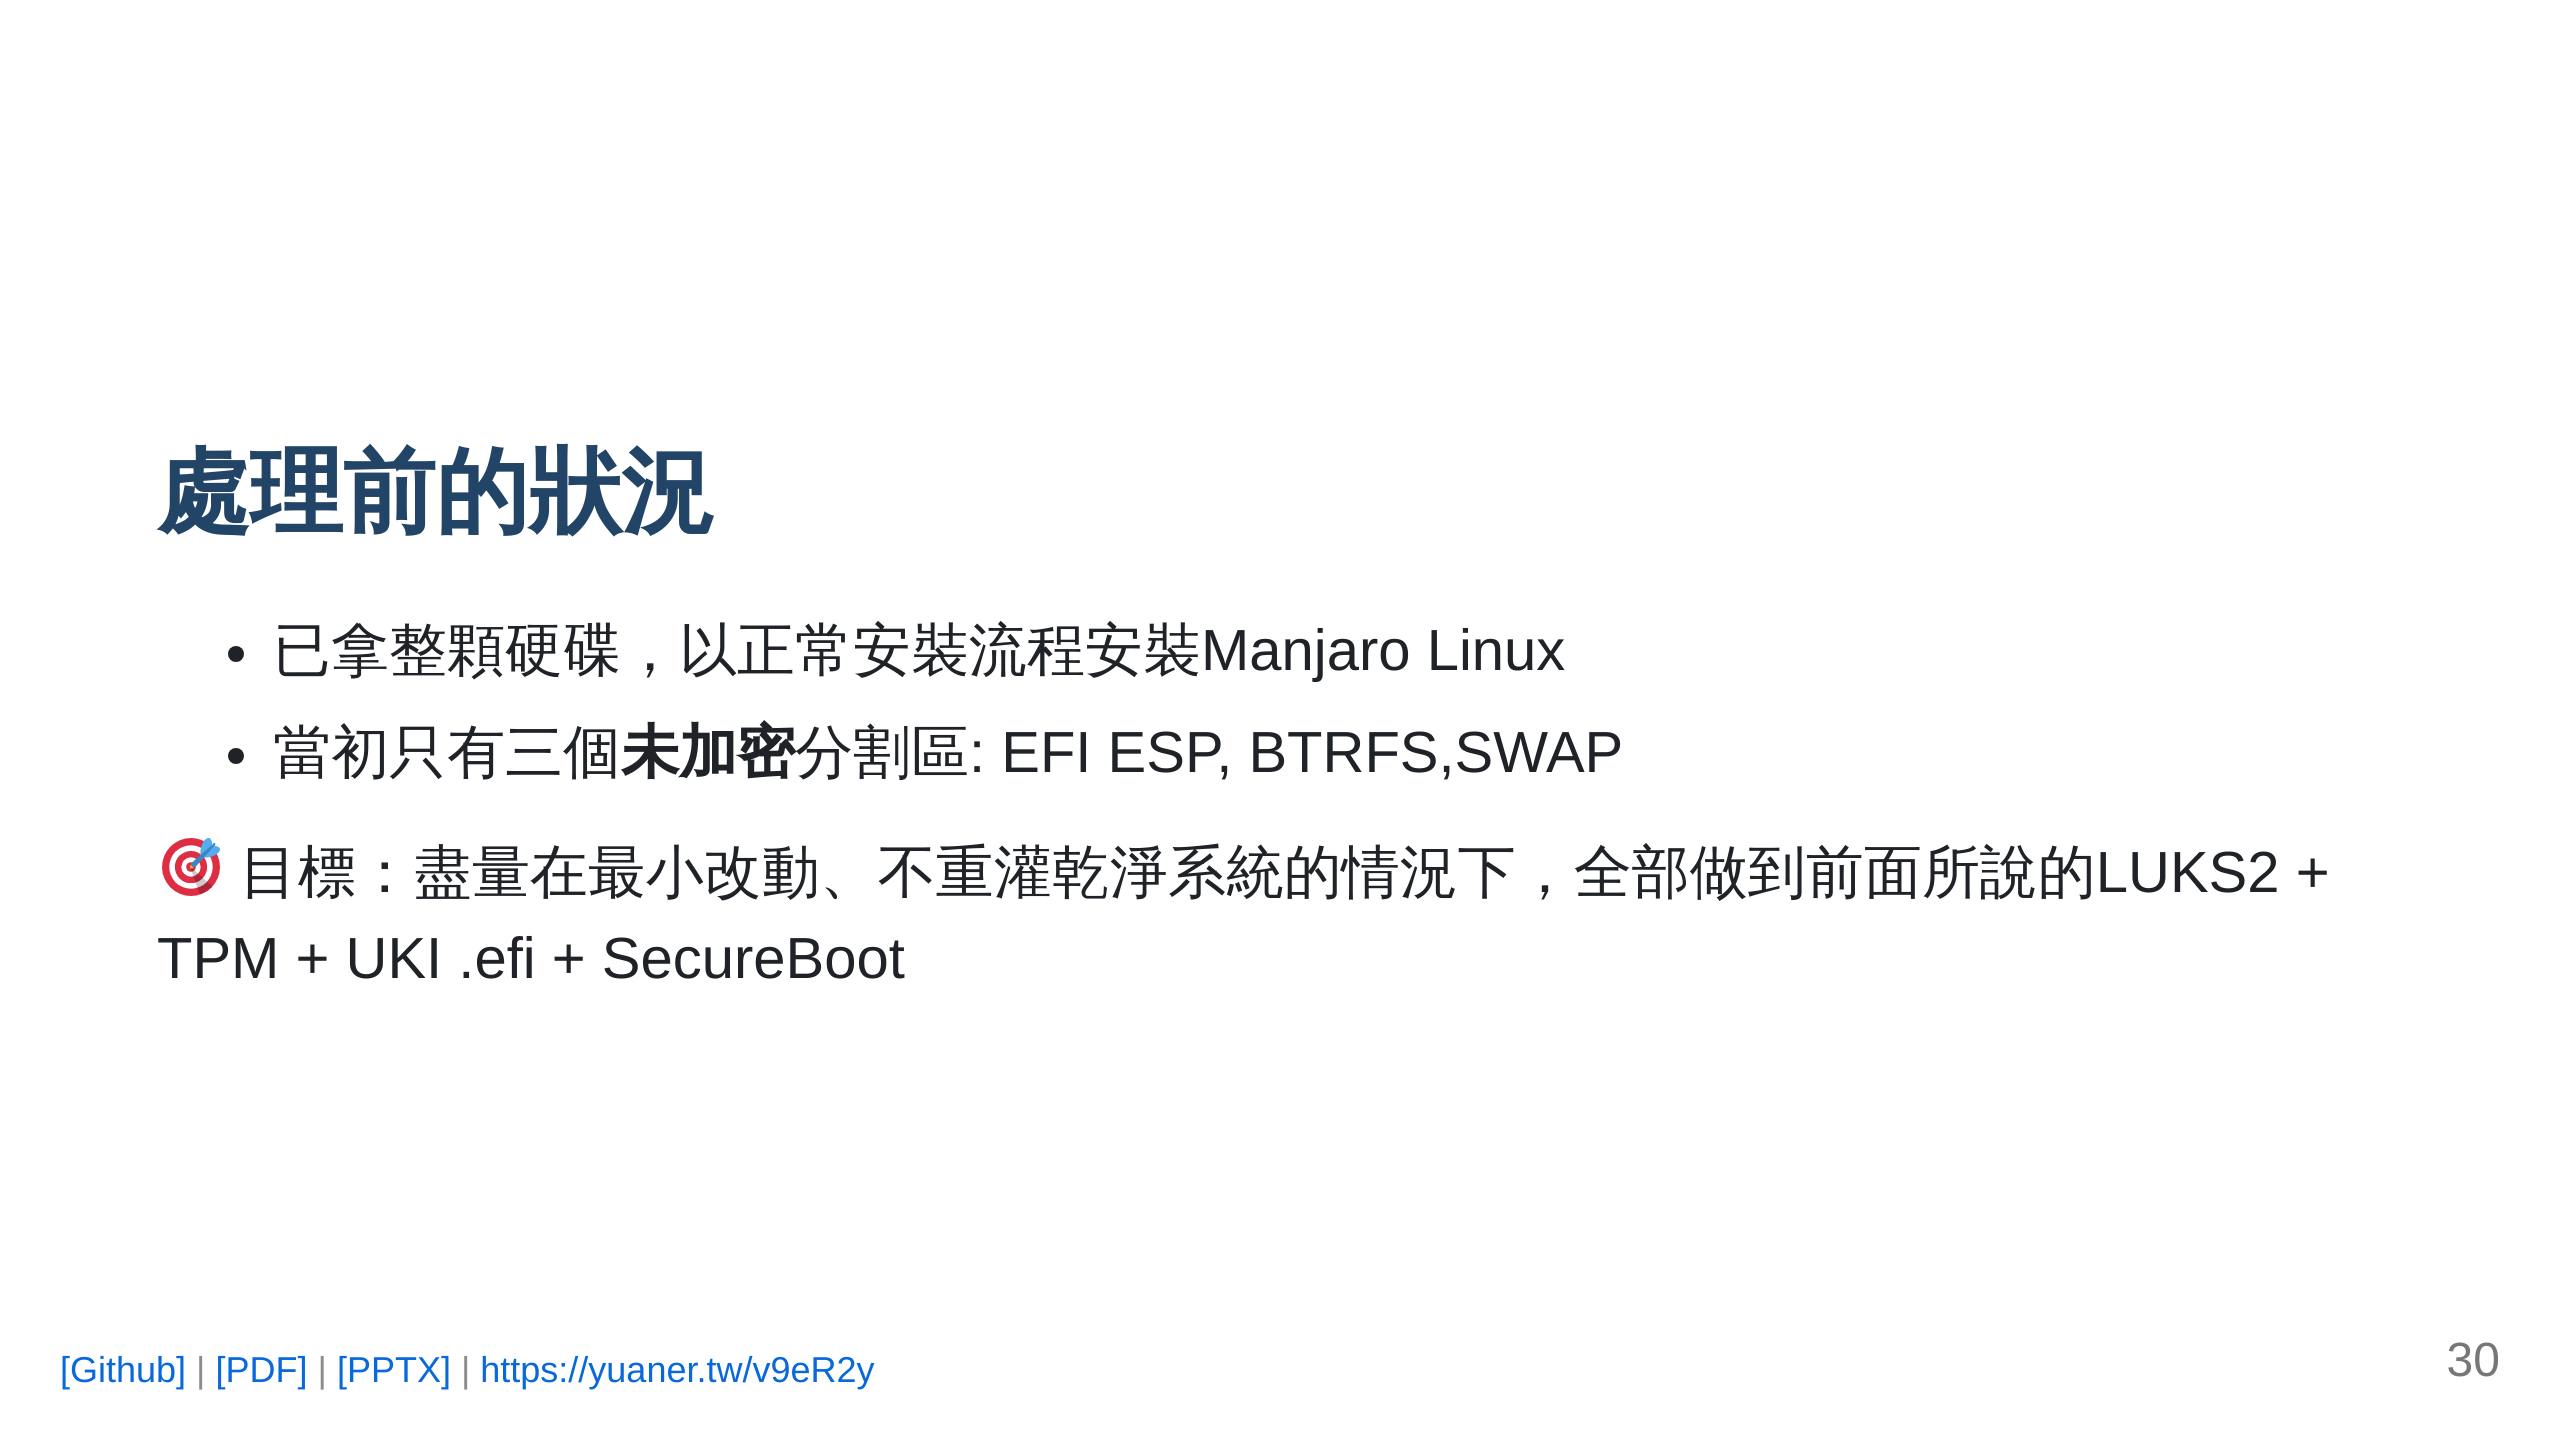 處理前的狀況
• 已拿整顆硬碟，以正常安裝流程安裝Manjaro Linux
• 當初只有三個未加密分割區: EFI ESP, BTRFS,SWAP
🎯 目標：盡量在最小改動、不重灌乾淨系統的情況下，全部做到前面所說的LUKS2 +
TPM + UKI .efi + SecureBoot
[Github] | [PDF] | [PPTX] | https://yuaner.tw/v9eR2y
30